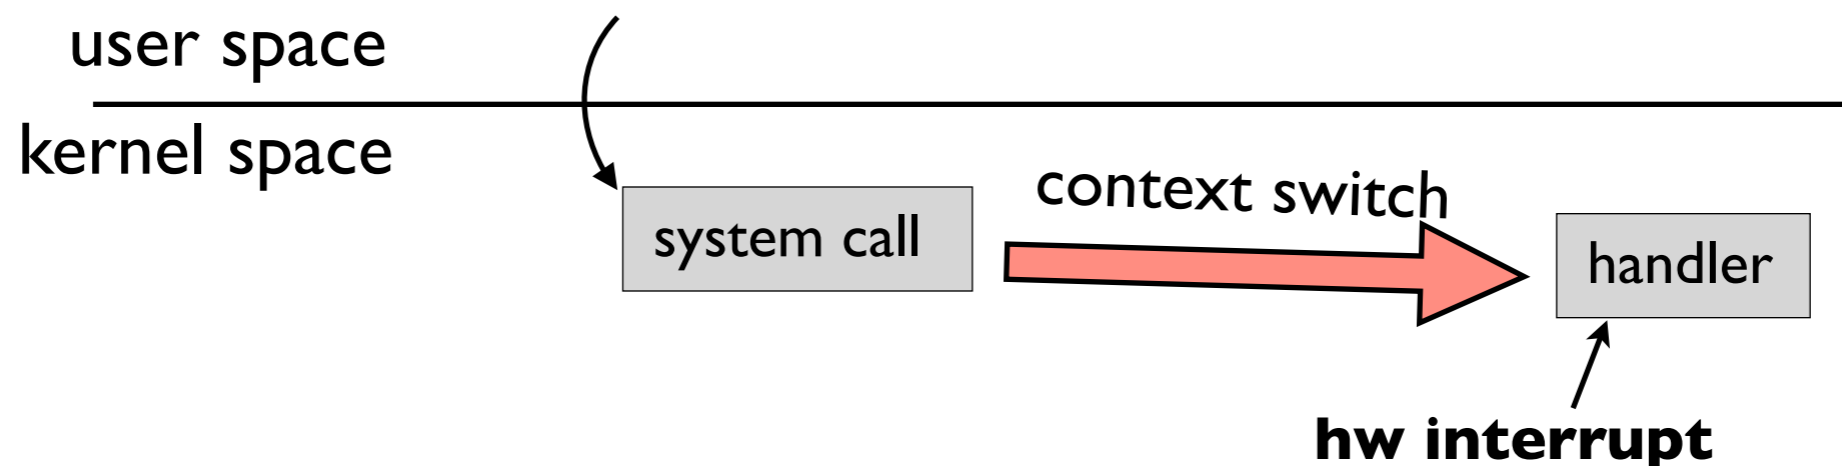 user space
kernel space
context switch
system call
handler
hw interrupt